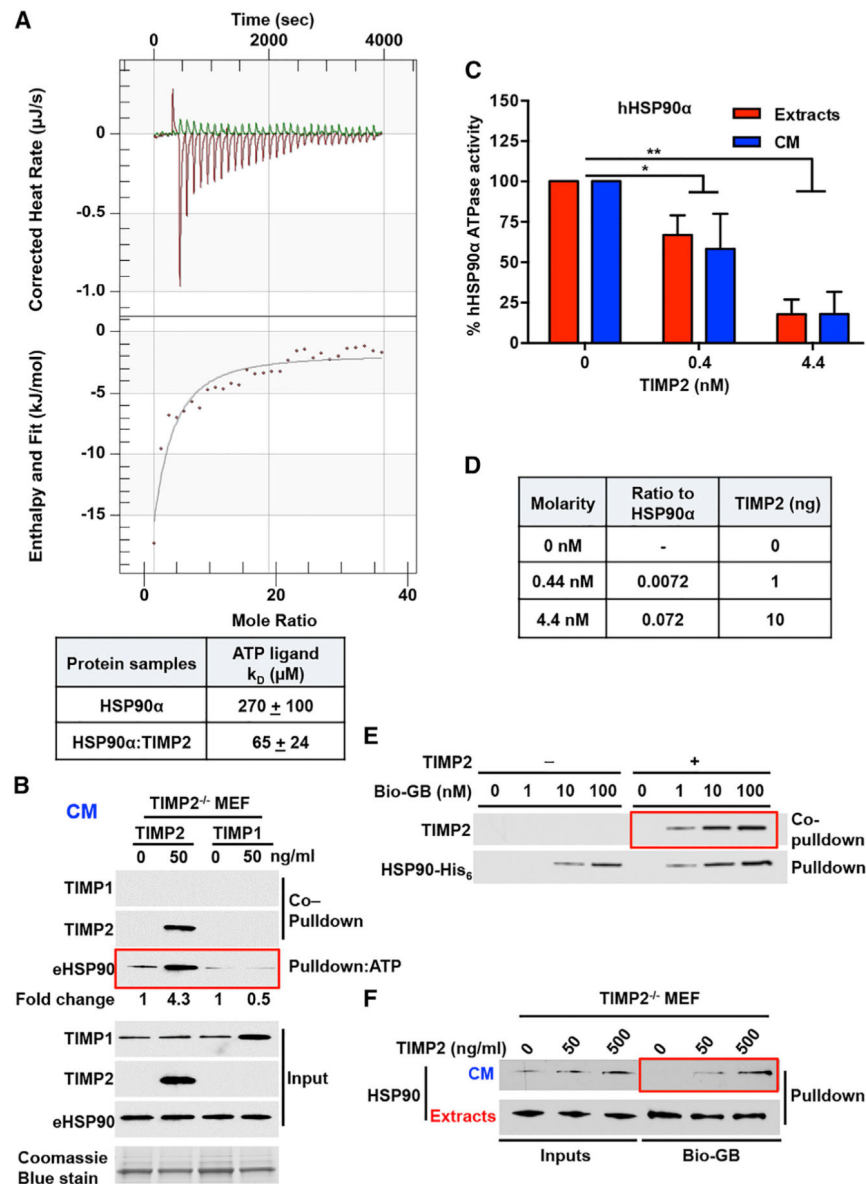 A
Time (sec)
0 2000 4000
Corrected Heat Rate (µJ/s)
0
-0.5
-1.0
Enthalpy and Fit (kJ/mol)
0
-5
-10
-15
0 20 40
Mole Ratio
Protein samples ATP ligand kD (µM)
HSP90α 270 ± 100
HSP90α:TIMP2 65 ± 24
B
CM
TIMP2-/- MEF
TIMP2 TIMP1
0 50 0 50 ng/ml
TIMP1
TIMP2
Co–
Pulldown
eHSP90 Pulldown:ATP
Fold change 1 4.3 1 0.5
TIMP1
TIMP2
Input
eHSP90
Coomassie
Blue stain
C
hHSP90α
Extracts
CM
**
*
% hHSP90α ATPase activity
150
125
100
75
50
25
0
0 0.4 4.4
TIMP2 (nM)
D
Molarity Ratio to HSP90α TIMP2 (ng)
0 nM - 0
0.44 nM 0.0072 1
4.4 nM 0.072 10
E
TIMP2 – +
Bio-GB (nM) 0 1 10 100 0 1 10 100
TIMP2 Co-
pulldown
HSP90-His6 Pulldown
F
TIMP2-/- MEF
TIMP2 (ng/ml) 0 50 500 0 50 500
HSP90
CM
Extracts
Pulldown
Inputs Bio-GB